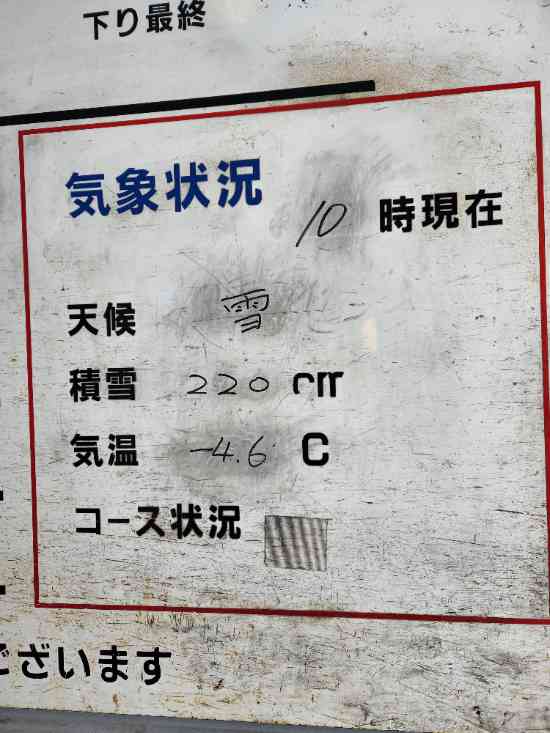 下り最終
気象状況 10 時現在
天候 雪
積雪 220 cm
気温 -4.6 C
コース状況
ございます